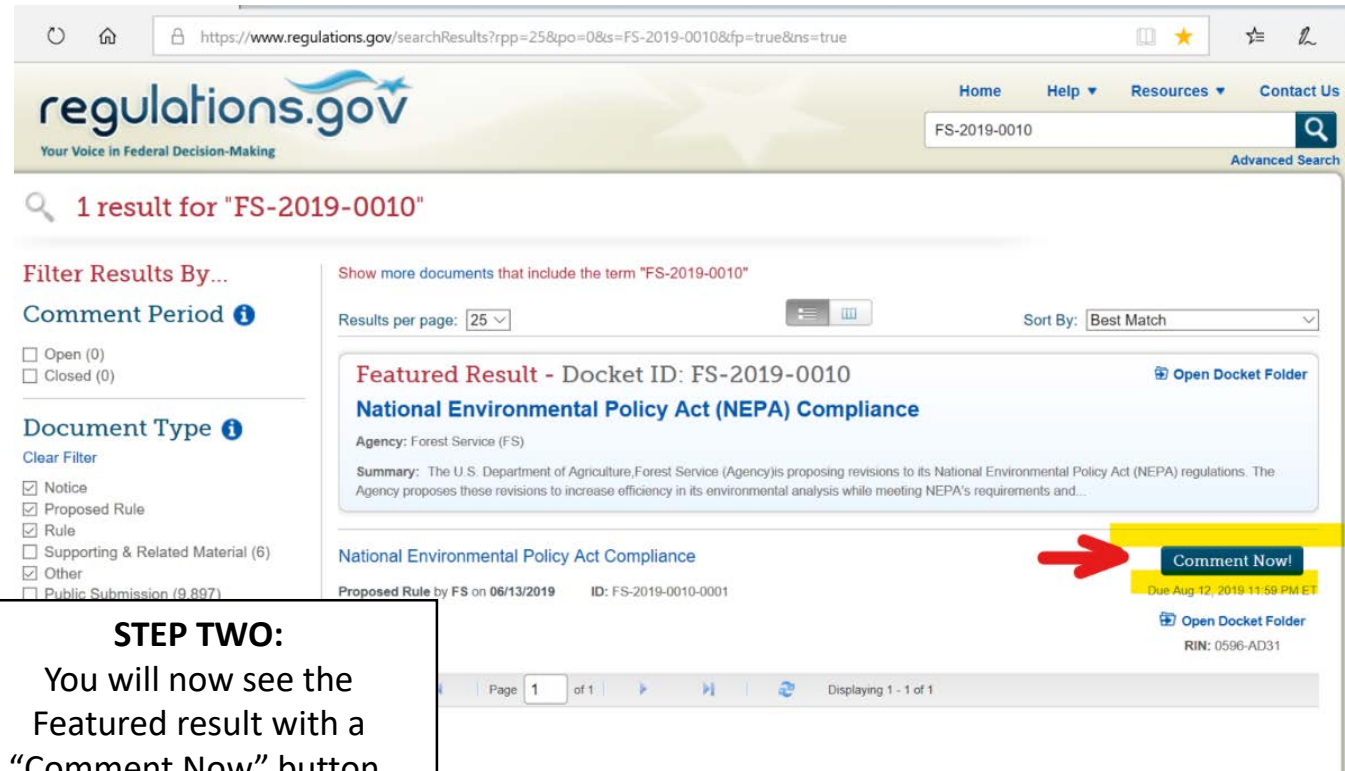 https://www.regulations.gov/searchResults?rpp=25&po=0&s=FS-2019-0010&fp=true&ns=true
regulations.gov
Your Voice in Federal Decision-Making
Home Help Resources Contact Us
FS-2019-0010
Advanced Search
1 result for "FS-2019-0010"
Filter Results By...
Comment Period
Open (0)
Closed (0)
Document Type
Clear Filter
Notice
Proposed Rule
Rule
Supporting & Related Material (6)
Other
Public Submission (9,897)
Show more documents that include the term "FS-2019-0010"
Results per page: 25
Sort By: Best Match
Featured Result - Docket ID: FS-2019-0010
Open Docket Folder
National Environmental Policy Act (NEPA) Compliance
Agency: Forest Service (FS)
Summary: The U.S. Department of Agriculture,Forest Service (Agency)is proposing revisions to its National Environmental Policy Act (NEPA) regulations. The
Agency proposes these revisions to increase efficiency in its environmental analysis while meeting NEPA's requirements and...
National Environmental Policy Act Compliance
Comment Now!
Proposed Rule by FS on 06/13/2019 ID: FS-2019-0010-0001
Due Aug 12, 2019 11:59 PM ET
Open Docket Folder
RIN: 0596-AD31
Page 1 of 1
Displaying 1 - 1 of 1
STEP TWO:
You will now see the
Featured result with a
"Comment Now" button